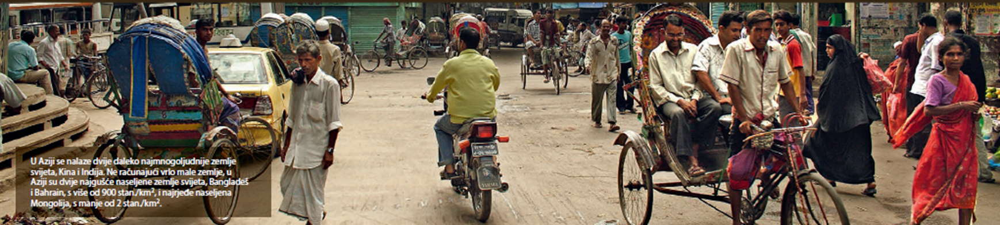 U Aziji se nalaze dvije daleko najmnogoljudnije zemlje
svijeta, Kina i Indija. Ne računajući vrlo male zemlje, u
Aziji su dvije najgušće naseljene zemlje svijeta, Bangladeš
i Bahrain, s više od 900 stan./km², i najrjeđe naseljena
Mongolija, s manje od 2 stan./km².
YAMAHA